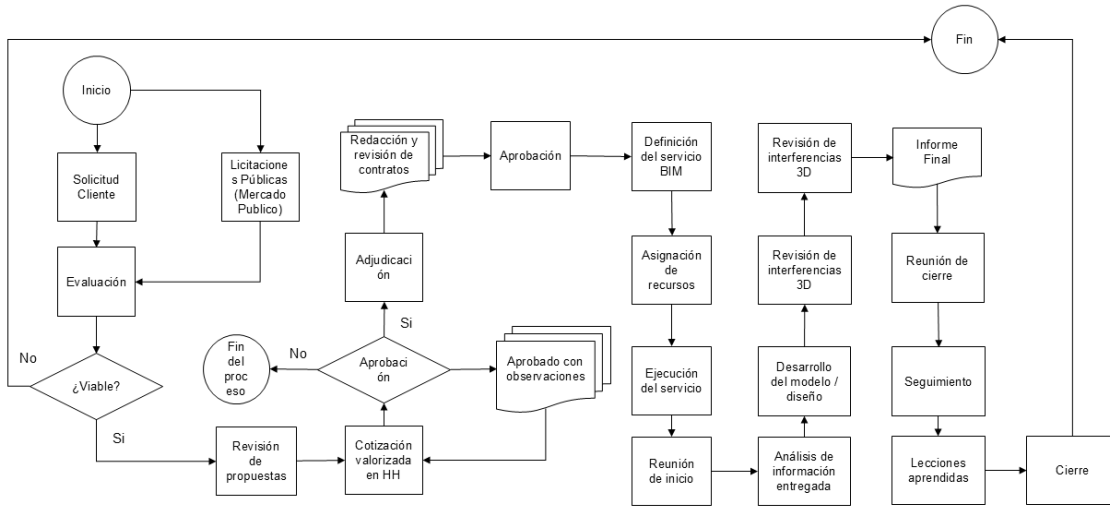 Fin
Inicio
Solicitud
Cliente
Licitacione
s Públicas
(Mercado
Publico)
Evaluación
No
¿Viable?
Si
Revisión
de
propuestas
Cotización
valorizada
en HH
Aprobaci
ón
No
Fin
del
proc
eso
Si
Aprobado con
observaciones
Adjudicaci
ón
Redacción y
revisión de
contratos
Aprobación
Definición
del servicio
BIM
Asignación
de
recursos
Ejecución
del servicio
Reunión
de inicio
Análisis de
información
entregada
Desarrollo
del modelo /
diseño
Revisión de
interferencias
3D
Revisión de
interferencias
3D
Informe
Final
Reunión de
cierre
Seguimiento
Lecciones
aprendidas
Cierre